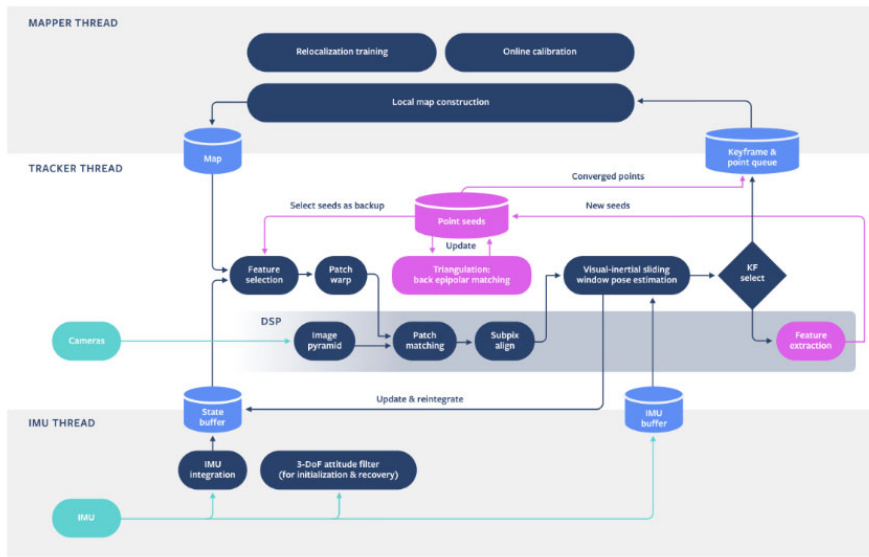 MAPPER THREAD
Relocalization training
Online calibration
Local map construction
Map
Keyframe &
point queue
TRACKER THREAD
Converged points
Select seeds as backup
Point seeds
New seeds
Update
Feature
selection
Patch
warp
Triangulation:
back epipolar matching
Visual-inertial sliding
window pose estimation
KF
select
DSP
Cameras
Image
pyramid
Patch
matching
Subpix
align
Feature
extraction
Update & reintegrate
State
buffer
IMU
buffer
IMU THREAD
IMU
integration
3-DoF attitude filter
(for initialization & recovery)
IMU